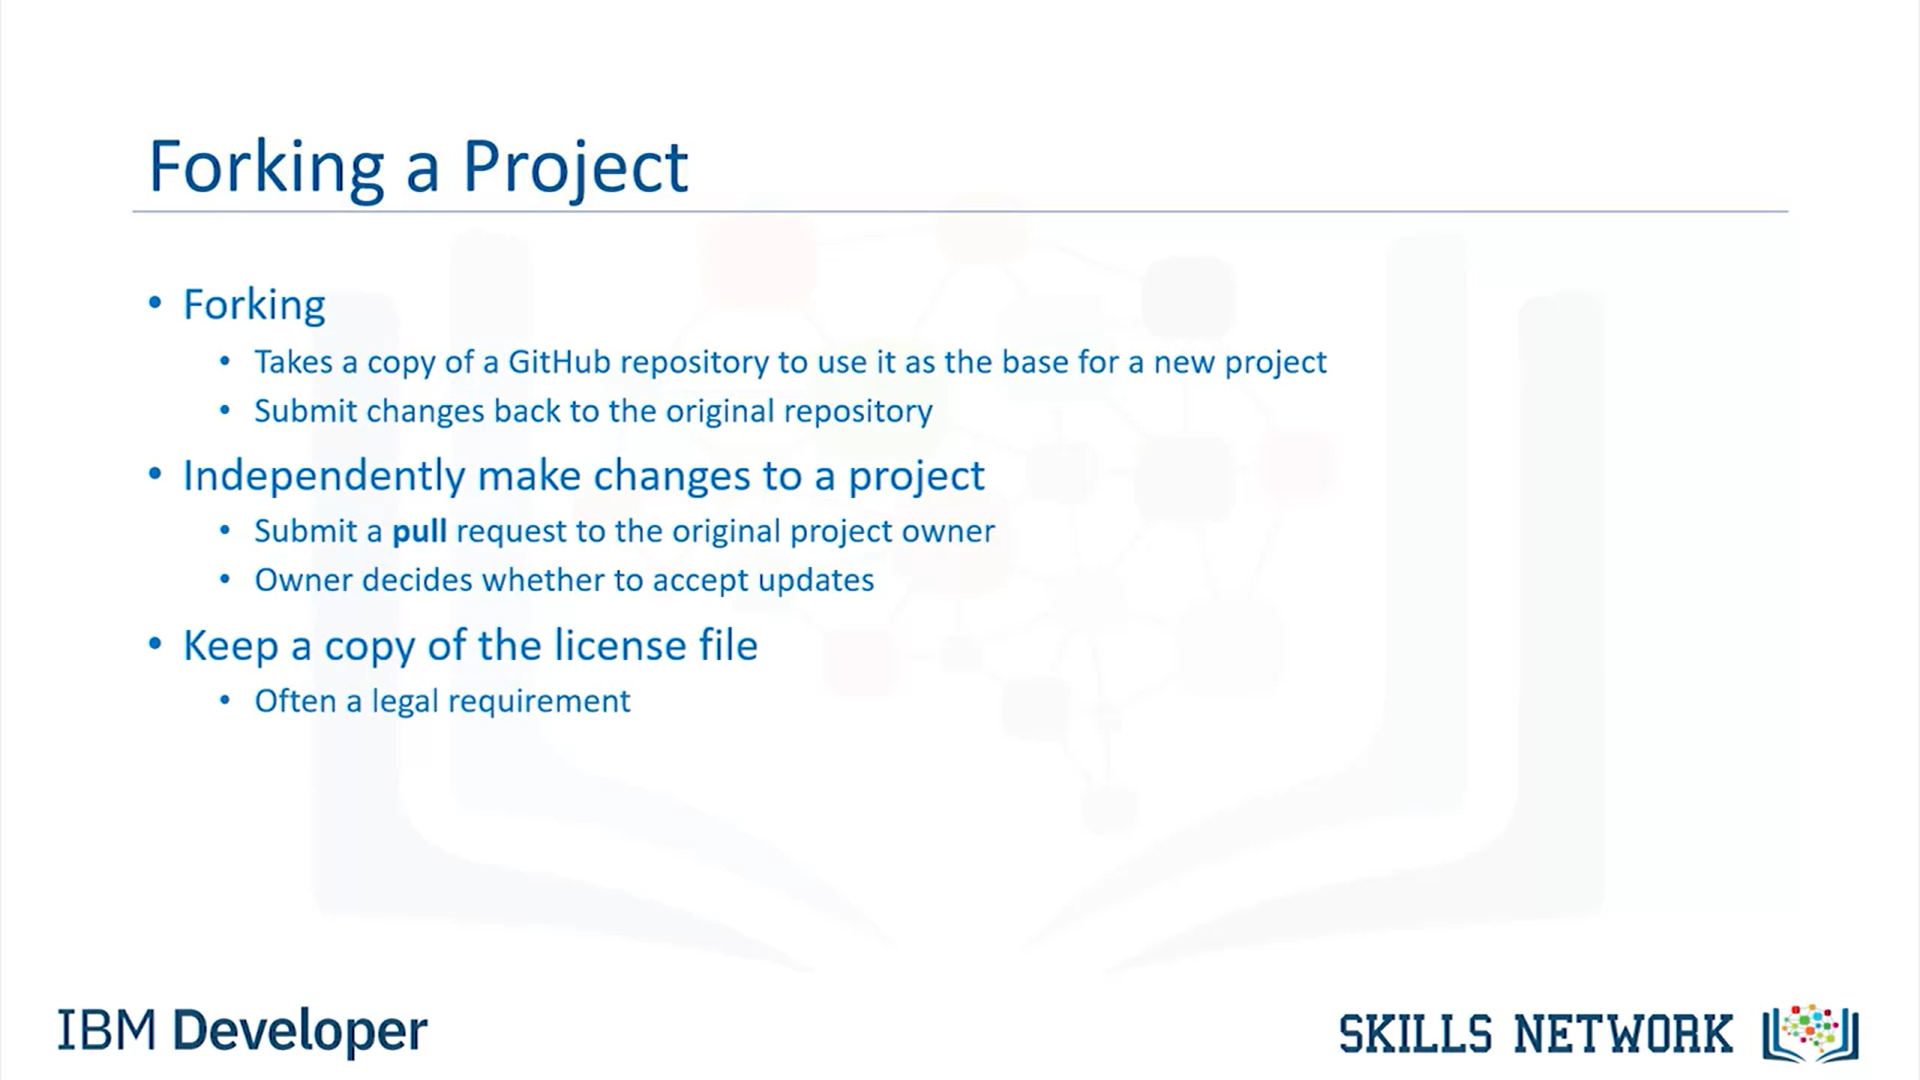 Forking a Project
• Forking
• Takes a copy of a GitHub repository to use it as the base for a new project
• Submit changes back to the original repository
• Independently make changes to a project
• Submit a pull request to the original project owner
• Owner decides whether to accept updates
• Keep a copy of the license file
• Often a legal requirement
IBM Developer
SKILLS NETWORK